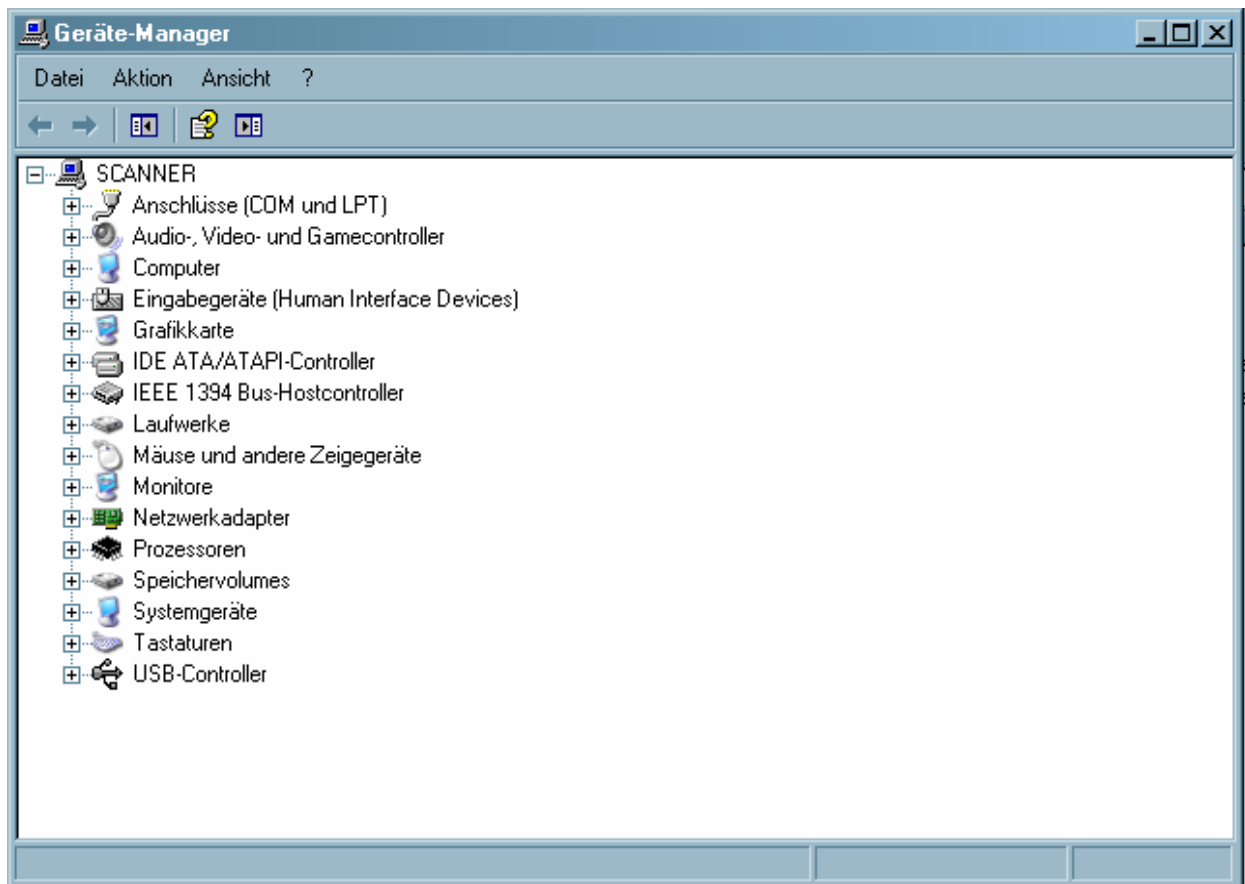 Geräte-Manager
Datei Aktion Ansicht ?
SCANNER
Anschlüsse (COM und LPT)
Audio-, Video- und Gamecontroller
Computer
Eingabegeräte (Human Interface Devices)
Grafikkarte
IDE ATA/ATAPI-Controller
IEEE 1394 Bus-Hostcontroller
Laufwerke
Mäuse und andere Zeigegeräte
Monitore
Netzwerkadapter
Prozessoren
Speichervolumes
Systemgeräte
Tastaturen
USB-Controller